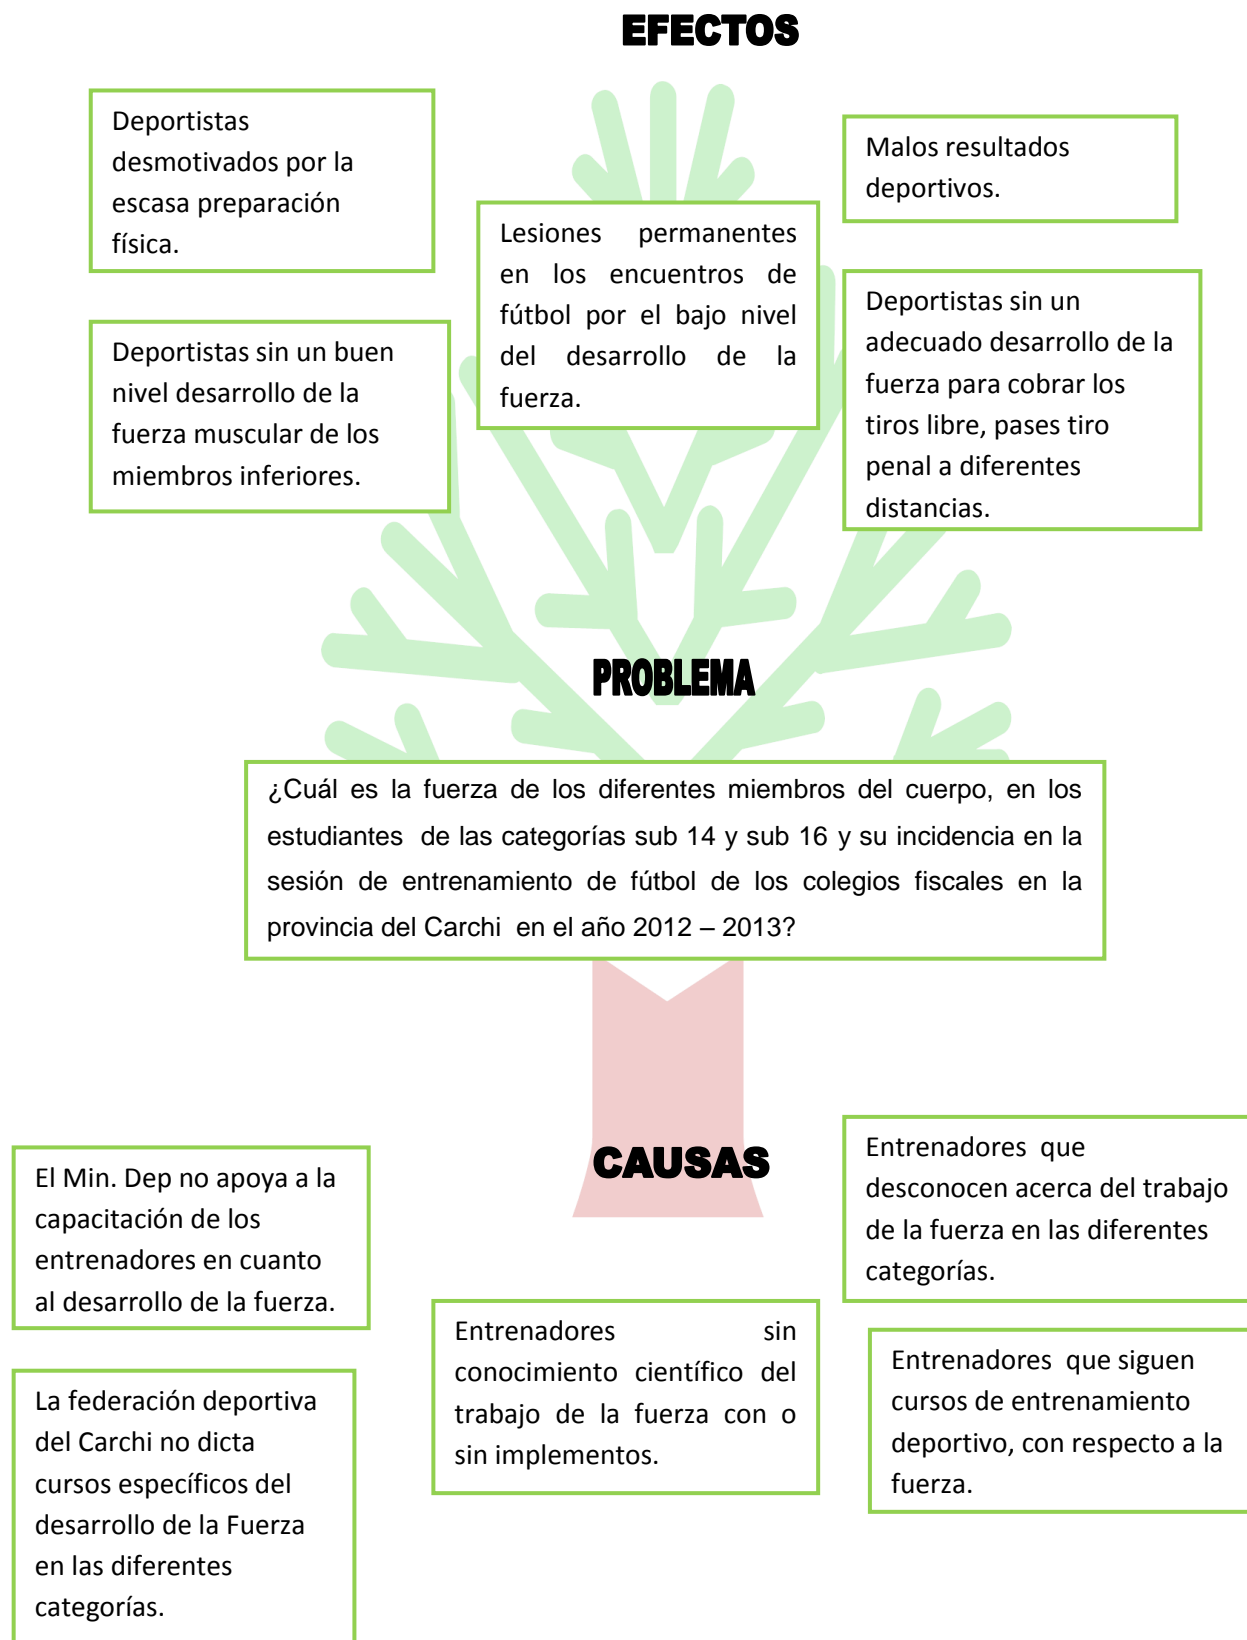 EFECTOS
Deportistas
desmotivados por la
escasa preparación
física.
Malos resultados
deportivos.
Lesiones permanentes
en los encuentros de
fútbol por el bajo nivel
del desarrollo de la
fuerza.
Deportistas sin un buen
nivel desarrollo de la
fuerza muscular de los
miembros inferiores.
Deportistas sin un
adecuado desarrollo de la
fuerza para cobrar los
tiros libre, pases tiro
penal a diferentes
distancias.
PROBLEMA
¿Cuál es la fuerza de los diferentes miembros del cuerpo, en los
estudiantes de las categorías sub 14 y sub 16 y su incidencia en la
sesión de entrenamiento de fútbol de los colegios fiscales en la
provincia del Carchi en el año 2012 – 2013?
CAUSAS
El Min. Dep no apoya a la
capacitación de los
entrenadores en cuanto
al desarrollo de la fuerza.
Entrenadores que
desconocen acerca del trabajo
de la fuerza en las diferentes
categorías.
Entrenadores sin
conocimiento científico del
trabajo de la fuerza con o
sin implementos.
Entrenadores que siguen
cursos de entrenamiento
deportivo, con respecto a la
fuerza.
La federación deportiva
del Carchi no dicta
cursos específicos del
desarrollo de la Fuerza
en las diferentes
categorías.